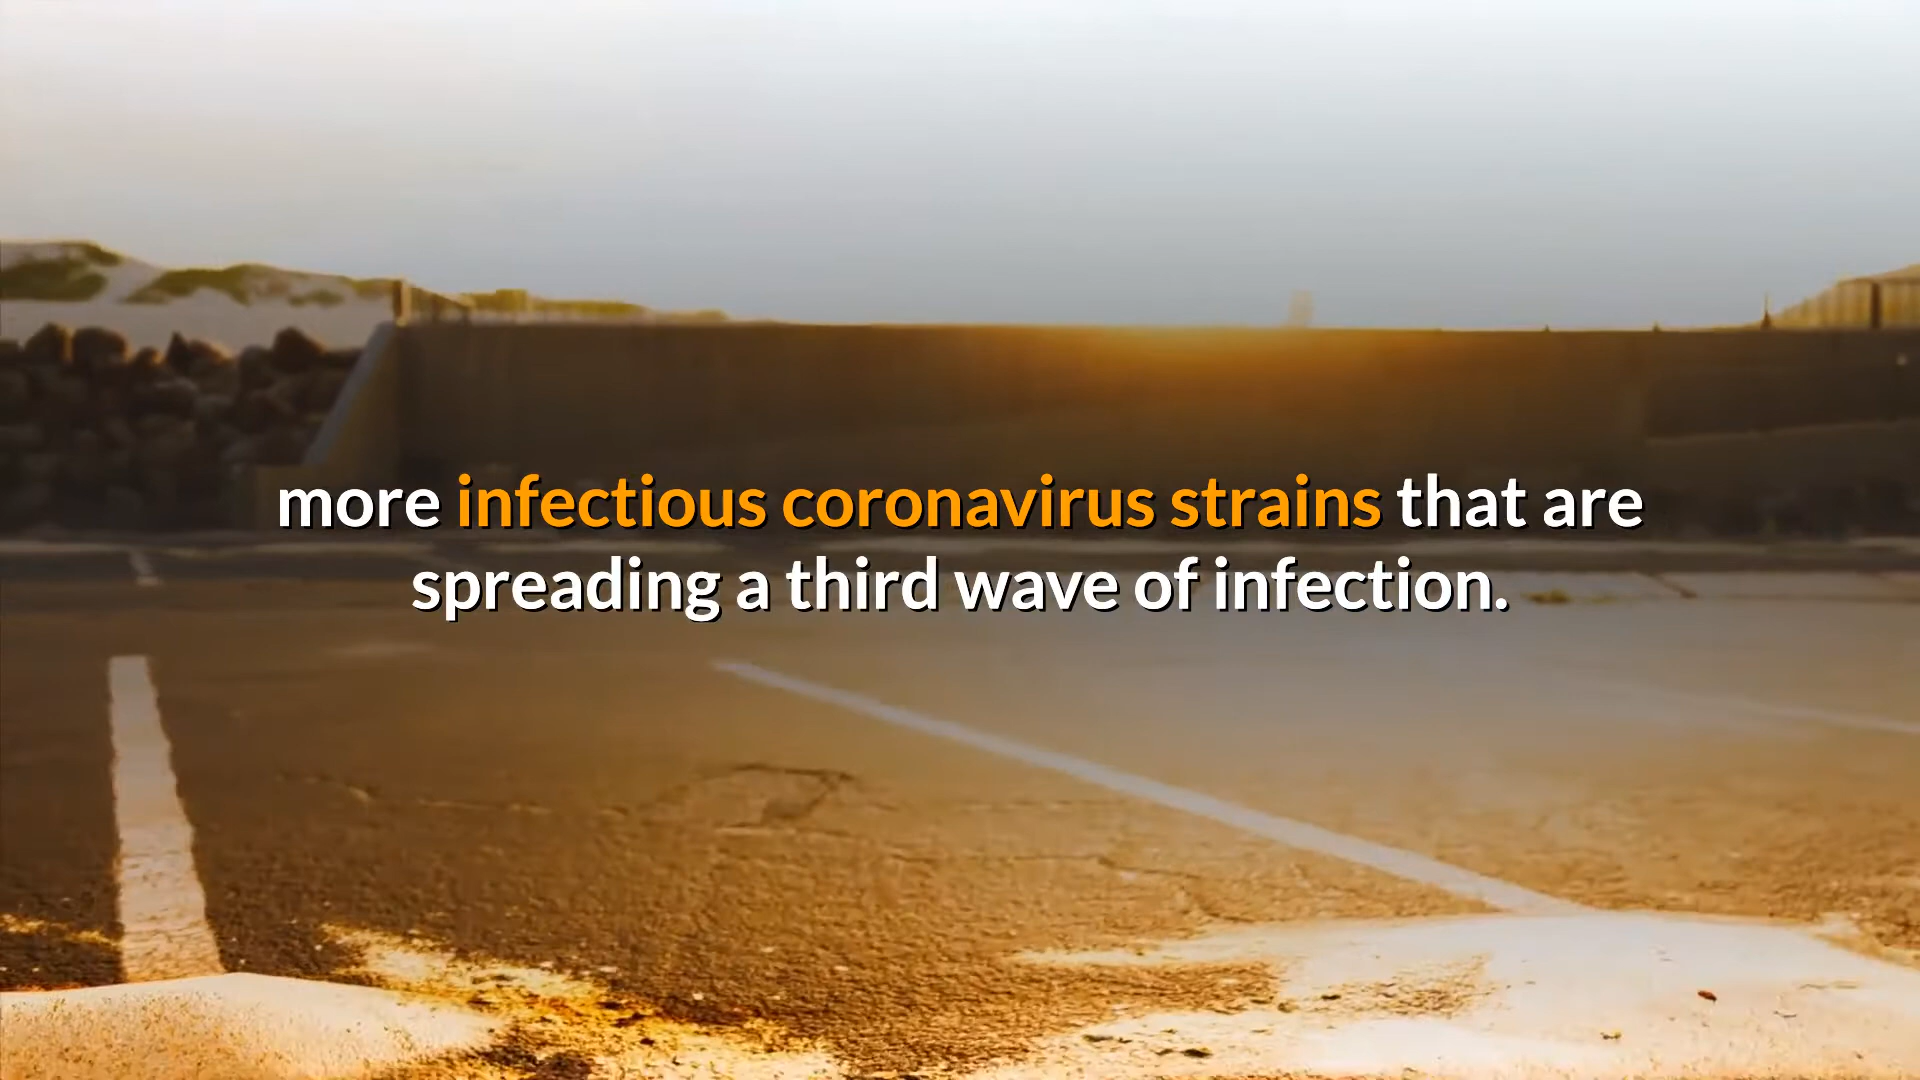 more infectious coronavirus strains that are
spreading a third wave of infection.